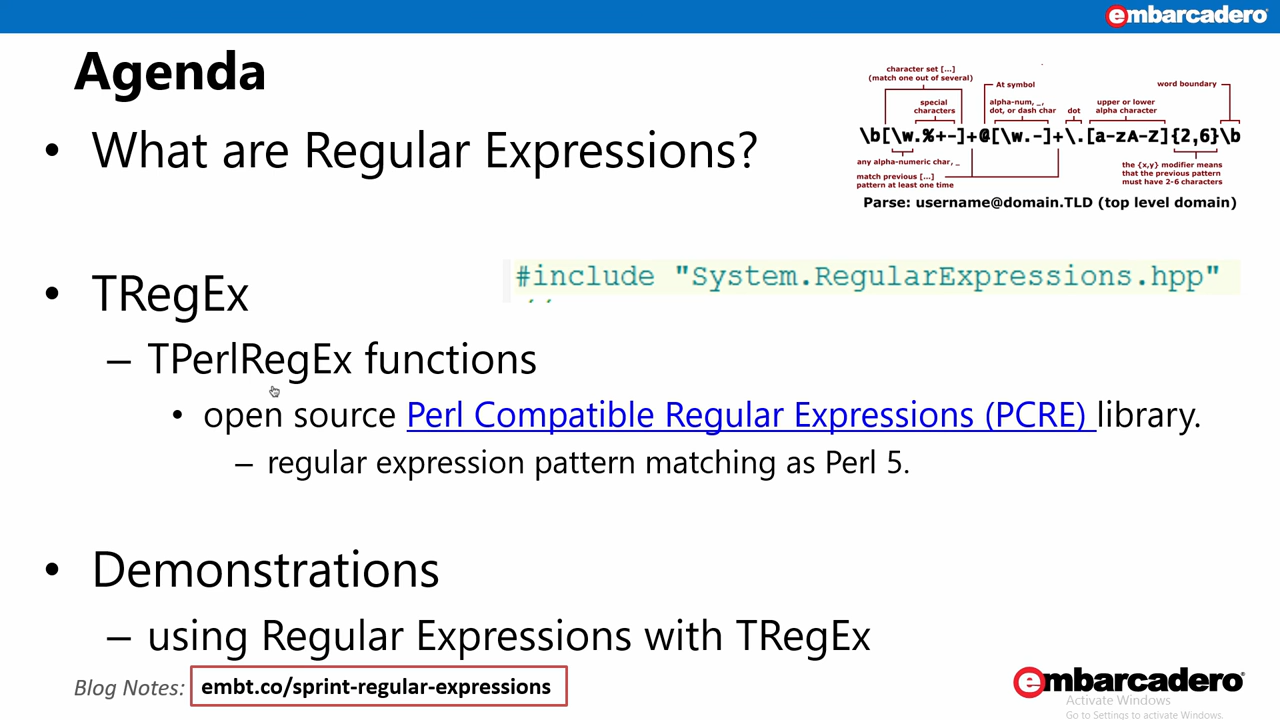 embarcadero®
Agenda
• What are Regular Expressions?
character set [...]
(match one out of several)
At symbol
word boundary
special
characters
alpha-num, _,
dot, or dash char
dot
upper or lower
alpha character
\b[\w.%+-]+@[\w.-]+\.[a-zA-Z]{2,6}\b
any alpha-numeric char, _
match previous [...]
pattern at least one time
the {x,y} modifier means
that the previous pattern
must have 2-6 characters
Parse: username@domain.TLD (top level domain)
• TRegEx
#include "System.RegularExpressions.hpp"
– TPerlRegEx functions
• open source Perl Compatible Regular Expressions (PCRE) library.
– regular expression pattern matching as Perl 5.
• Demonstrations
– using Regular Expressions with TRegEx
Blog Notes: embt.co/sprint-regular-expressions
embarcadero®
Activate Windows
Go to Settings to activate Windows.